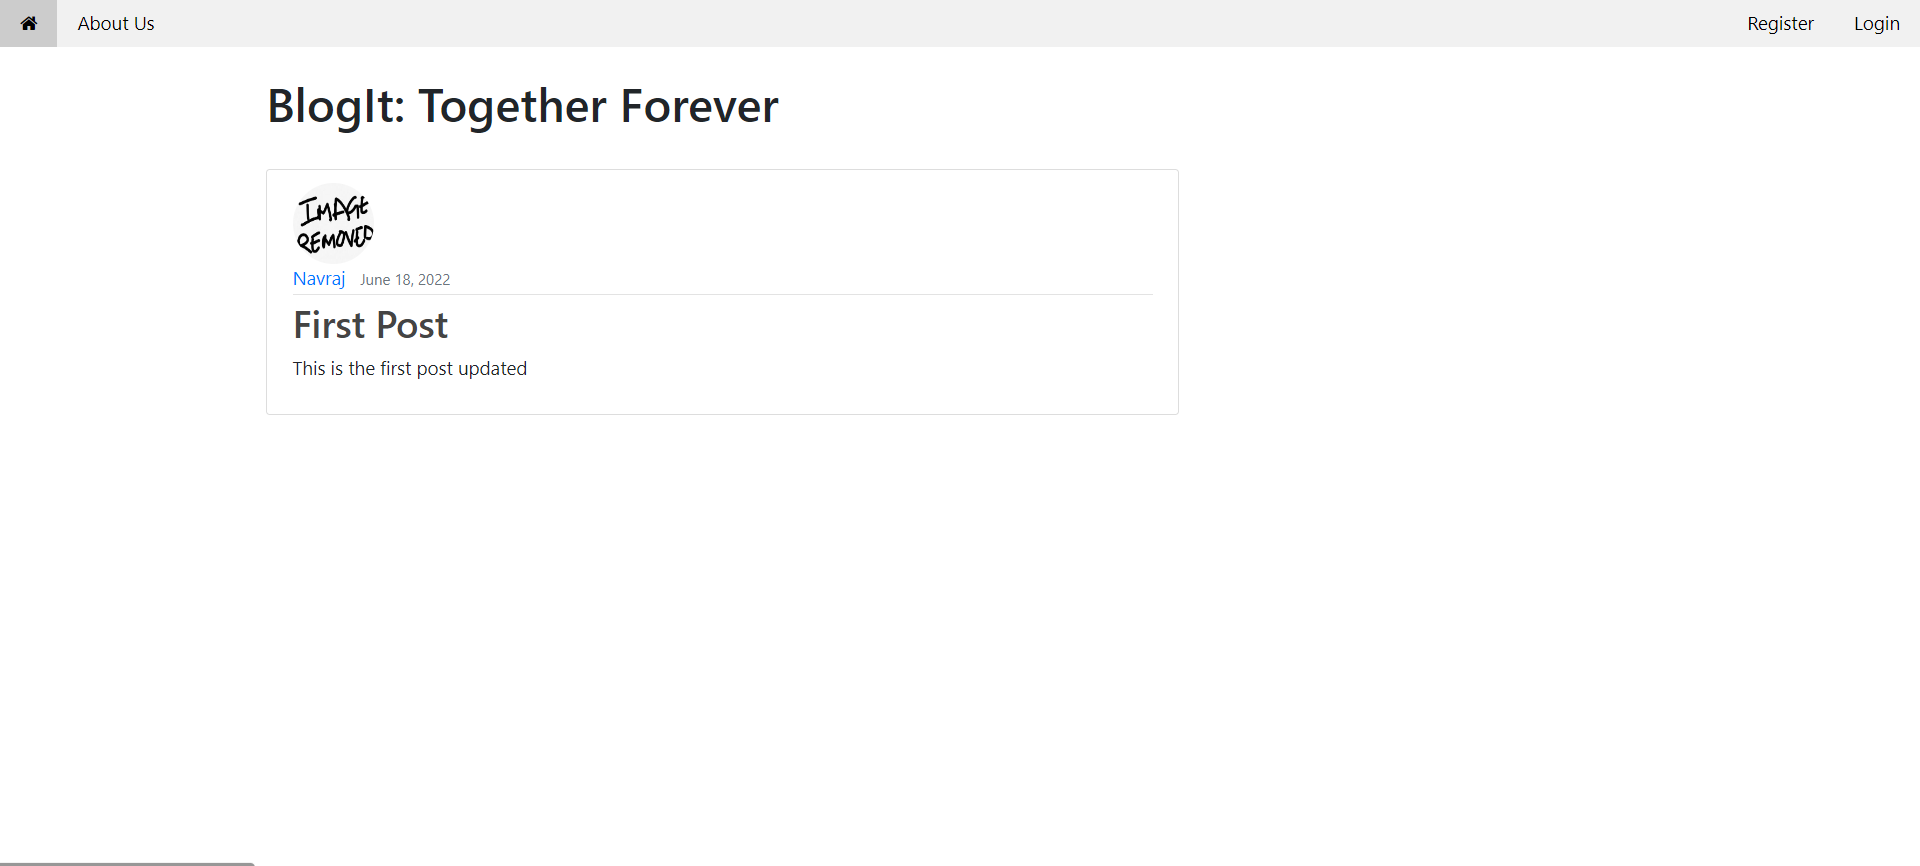 About Us Register Login
BlogIt: Together Forever
IMAGE
REMOVED
Navraj June 18, 2022
First Post
This is the first post updated